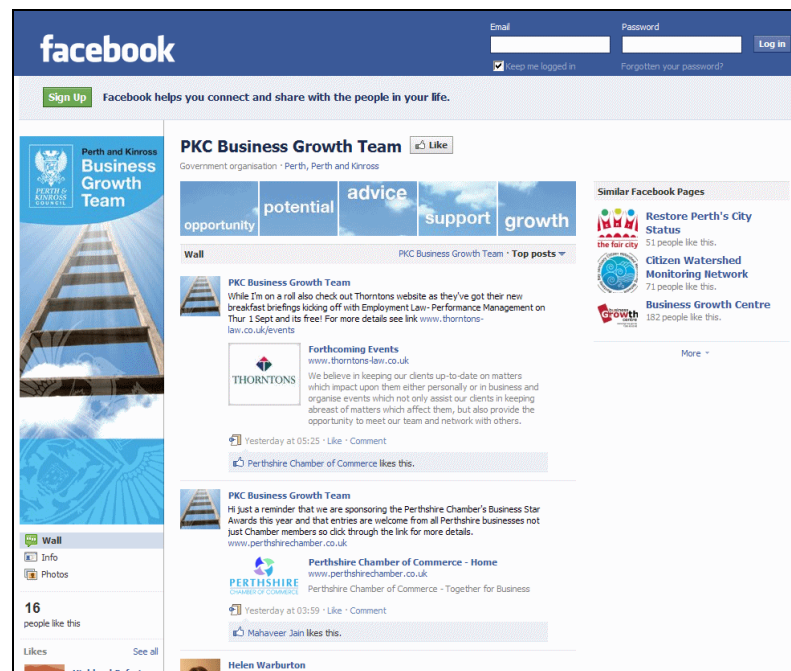 facebook
Email
Password
Log in
Keep me logged in
Forgotten your password?
Sign Up
Facebook helps you connect and share with the people in your life.
Perth and Kinross
Business
Growth
Team
PERTH &
KINROSS
COUNCIL
PKC Business Growth Team
Like
Government organisation · Perth, Perth and Kinross
opportunity
potential
advice
support
growth
Wall
PKC Business Growth Team · Top posts
PKC Business Growth Team
While I'm on a roll also check out Thorntons website as they've got their new
breakfast briefings kicking off with Employment Law- Performance Management on
Thur 1 Sept and its free! For more details see link www.thorntons-
law.co.uk/events
THORNTONS
Forthcoming Events
www.thorntons-law.co.uk
We believe in keeping our clients up-to-date on matters
which impact upon them either personally or in business and
organise events which not only assist our clients in keeping
abreast of matters which affect them, but also provide the
opportunity to meet our team and network with others.
Yesterday at 05:25 · Like · Comment
Perthshire Chamber of Commerce likes this.
PKC Business Growth Team
Hi just a reminder that we are sponsoring the Perthshire Chamber's Business Star
Awards this year and that entries are welcome from all Perthshire businesses not
just Chamber members so click through the link for more details.
www.perthshirechamber.co.uk
PERTHSHIRE
CHAMBER OF COMMERCE
Perthshire Chamber of Commerce - Home
www.perthshirechamber.co.uk
Perthshire Chamber of Commerce - Together for Business
Yesterday at 03:59 · Like · Comment
Mahaveer Jain likes this.
Helen Warburton
Wall
Info
Photos
16
people like this
Likes
See all
Similar Facebook Pages
the fair city
Restore Perth's City
Status
51 people like this.
Citizen Watershed
Monitoring Network
71 people like this.
Growth
Business Growth Centre
182 people like this.
More